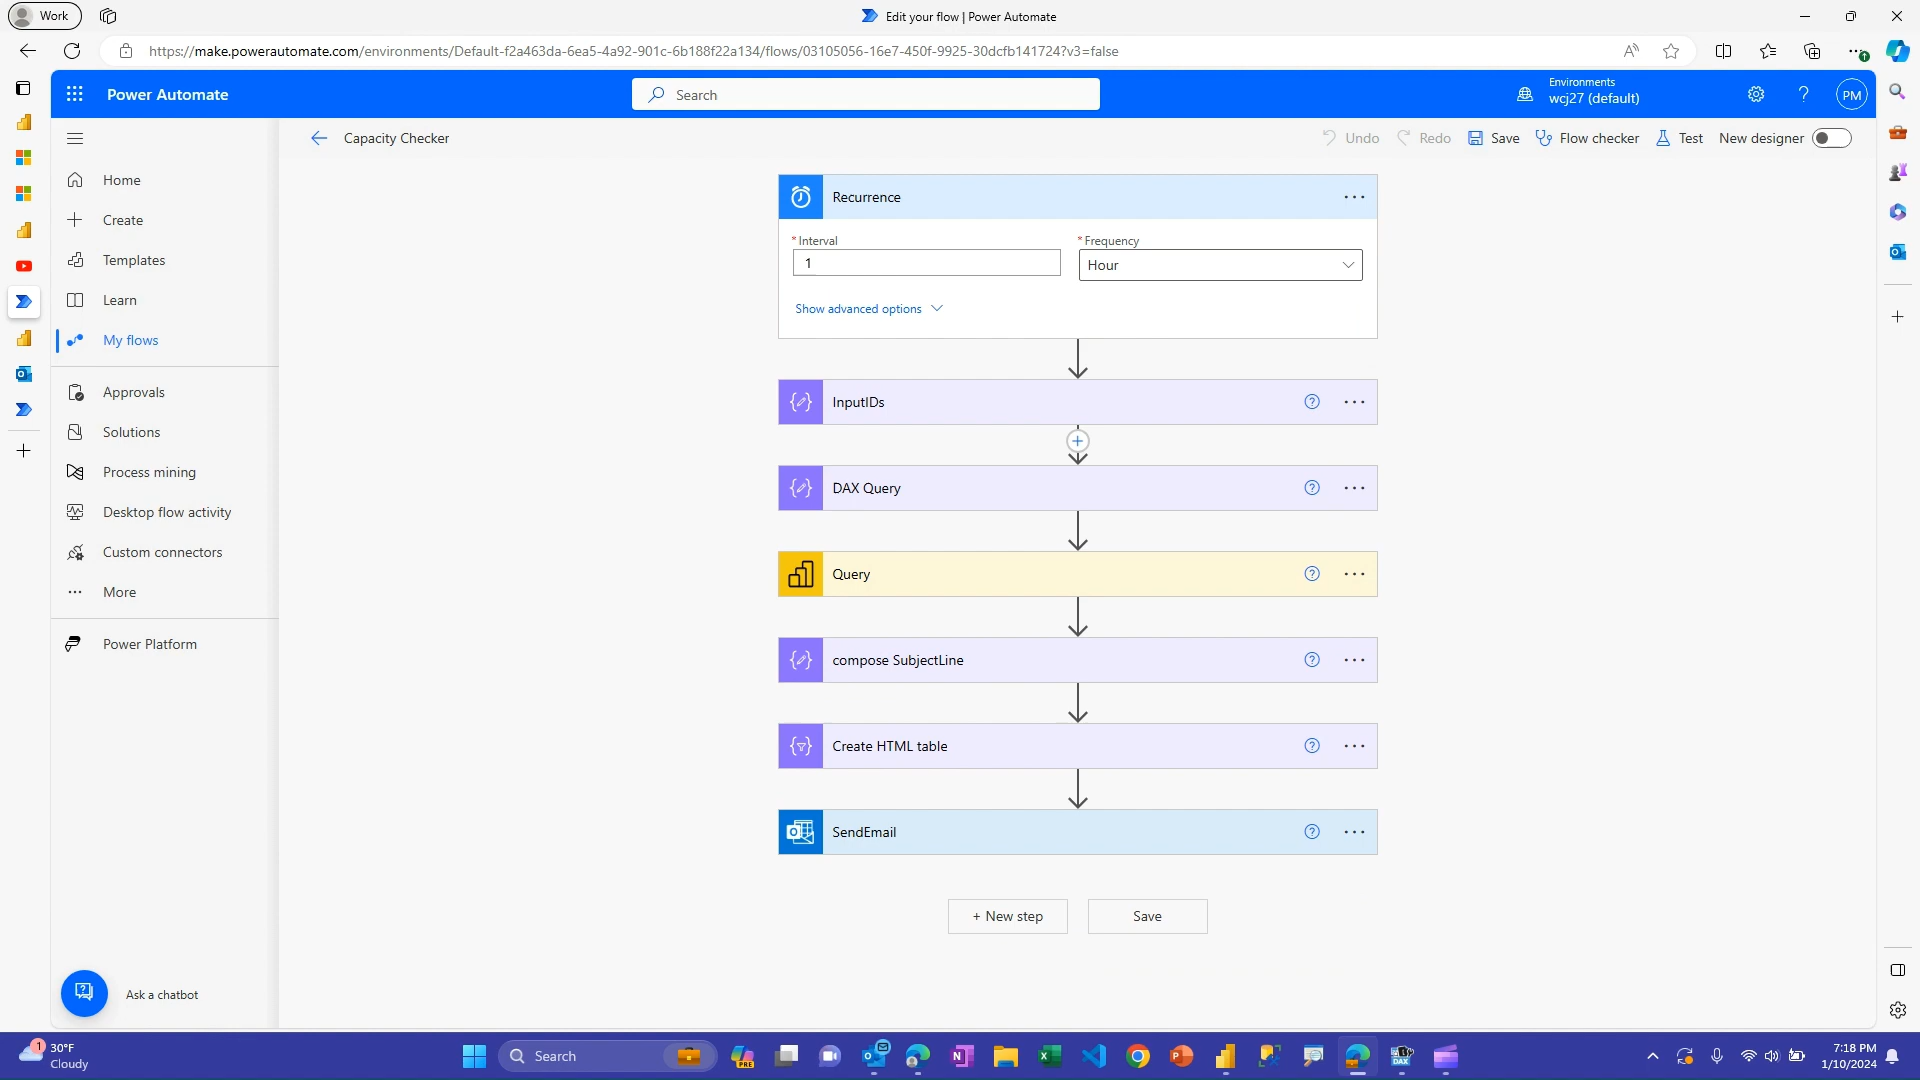 Work
Edit your flow | Power Automate
https://make.powerautomate.com/environments/Default-f2a463da-6ea5-4a92-901c-6b188f22a134/flows/03105056-16e7-450f-9925-30dcfb141724?v3=false
Power Automate
Search
Environments
wcj27 (default)
?
PM
Capacity Checker
Undo
Redo
Save
Flow checker
Test
New designer
Home
Create
Templates
Learn
My flows
Approvals
Solutions
Process mining
Desktop flow activity
Custom connectors
More
Power Platform
Ask a chatbot
Recurrence
* Interval
* Frequency
1
Hour
Show advanced options
InputIDs
DAX Query
Query
compose SubjectLine
Create HTML table
SendEmail
+ New step
Save
1
30°F
Cloudy
Search
PRE
DAX
7:18 PM
1/10/2024